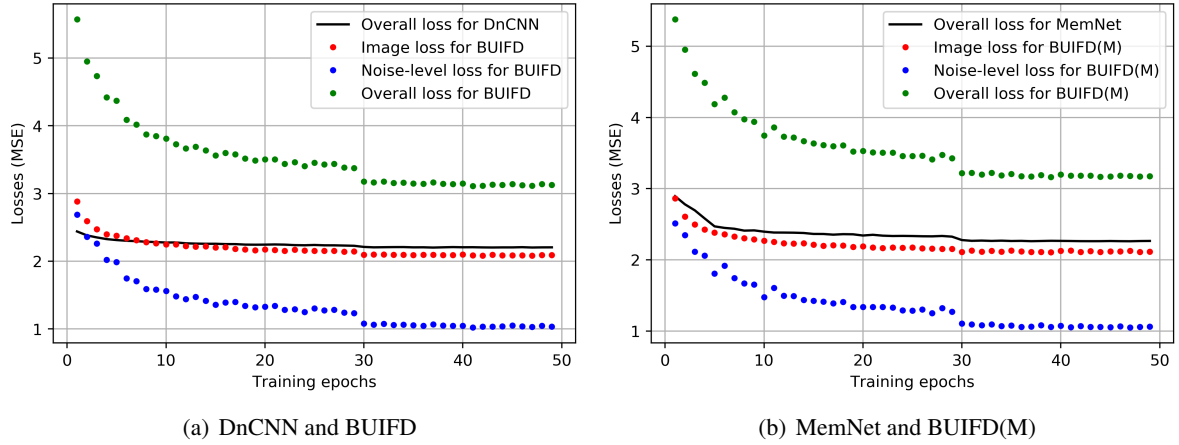 Overall loss for DnCNN
Image loss for BUIFD
Noise-level loss for BUIFD
Overall loss for BUIFD
Losses (MSE)
5
4
3
2
1
0 10 20 30 40 50
Training epochs
(a) DnCNN and BUIFD
Overall loss for MemNet
Image loss for BUIFD(M)
Noise-level loss for BUIFD(M)
Overall loss for BUIFD(M)
Losses (MSE)
5
4
3
2
1
0 10 20 30 40 50
Training epochs
(b) MemNet and BUIFD(M)